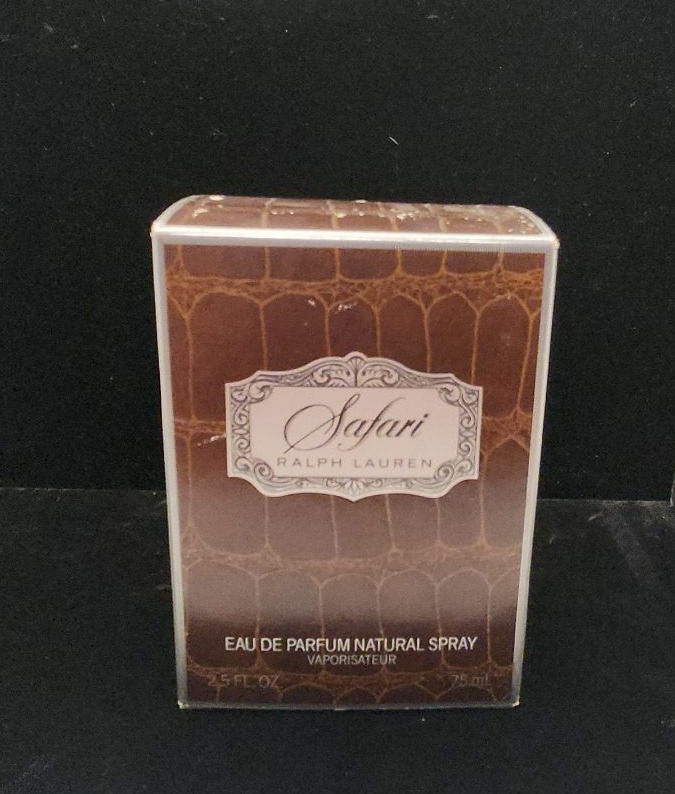 Safari
RALPH LAUREN
EAU DE PARFUM NATURAL SPRAY
VAPORISATEUR
2.5 FL. OZ. 75 ml